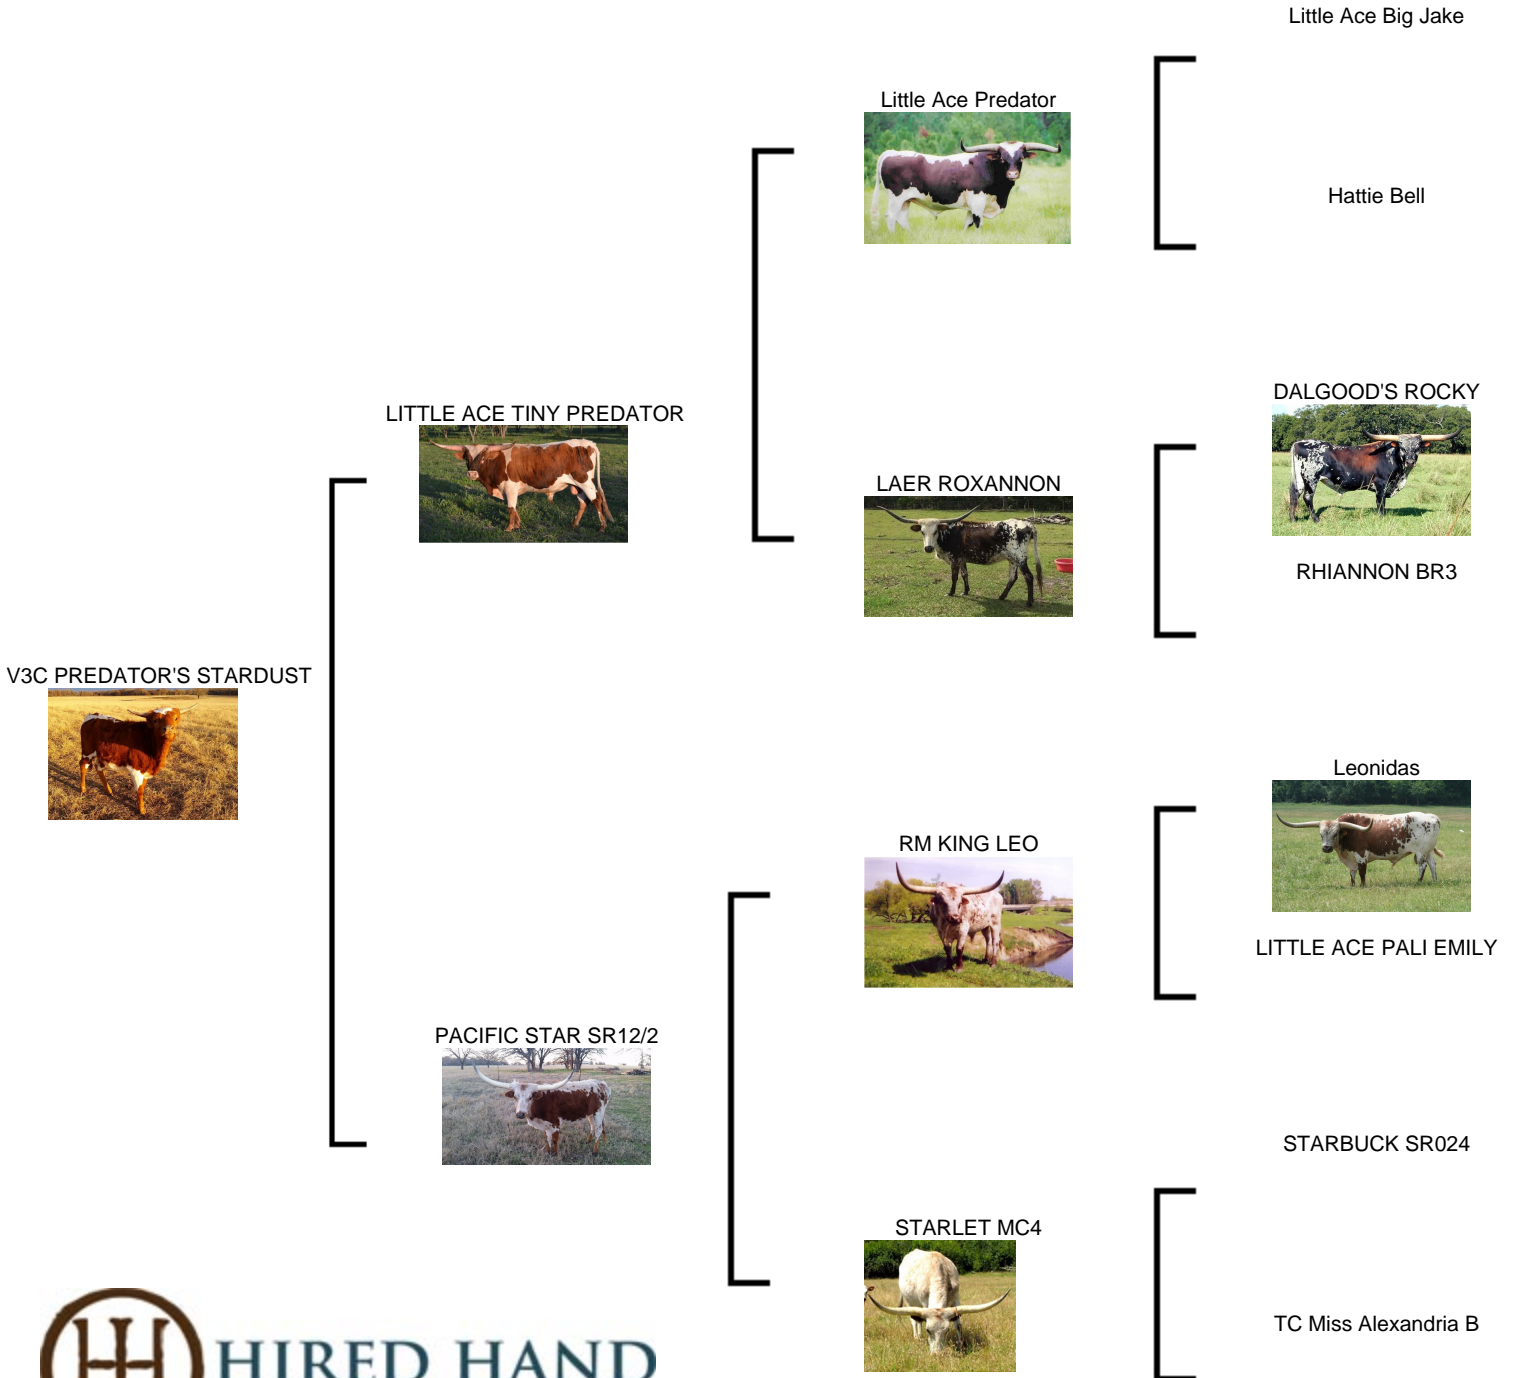 Little Ace Big Jake
Little Ace Predator
Hattie Bell
LITTLE ACE TINY PREDATOR
DALGOOD'S ROCKY
LAER ROXANNON
RHIANNON BR3
V3C PREDATOR'S STARDUST
Leonidas
RM KING LEO
LITTLE ACE PALI EMILY
PACIFIC STAR SR12/2
STARBUCK SR024
STARLET MC4
TC Miss Alexandria B
HIRED HAND